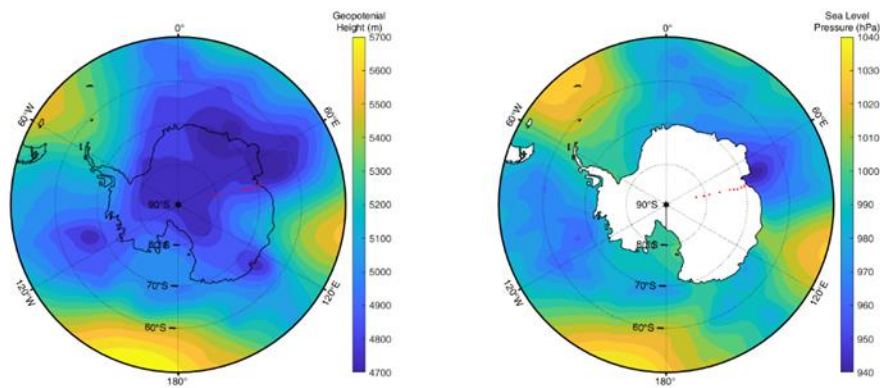 Geopotenial
Height (m)
0°
5700
5600
5500
5400
5300
5200
5100
5000
4900
4800
4700
60°W
60°E
90°S
80°S
70°S
60°S
120°W
120°E
180°
Sea Level
Pressure (hPa)
0°
1040
1030
1020
1010
1000
990
980
970
960
950
940
60°W
60°E
90°S
80°S
70°S
60°S
120°W
120°E
180°